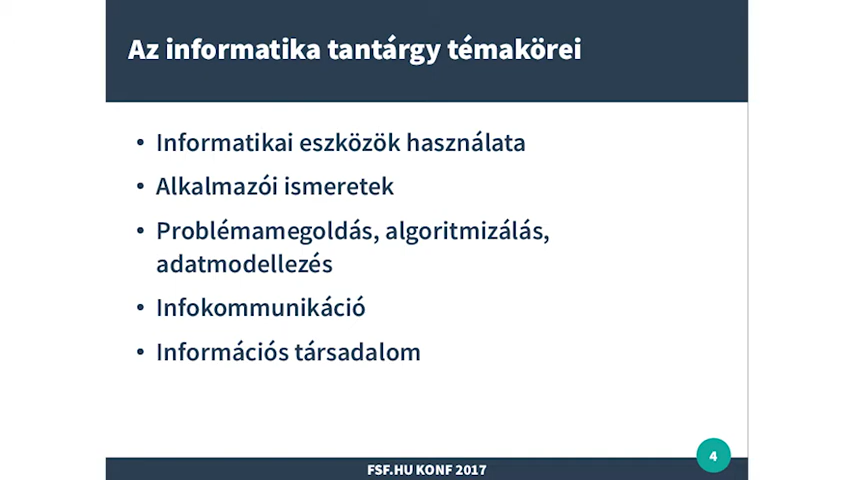 Az informatika tantárgy témakörei
• Informatikai eszközök használata
• Alkalmazói ismeretek
• Problémamegoldás, algoritmizálás,
adatmodellezés
• Infokommunikáció
• Információs társadalom
4
FSF.HU KONF 2017